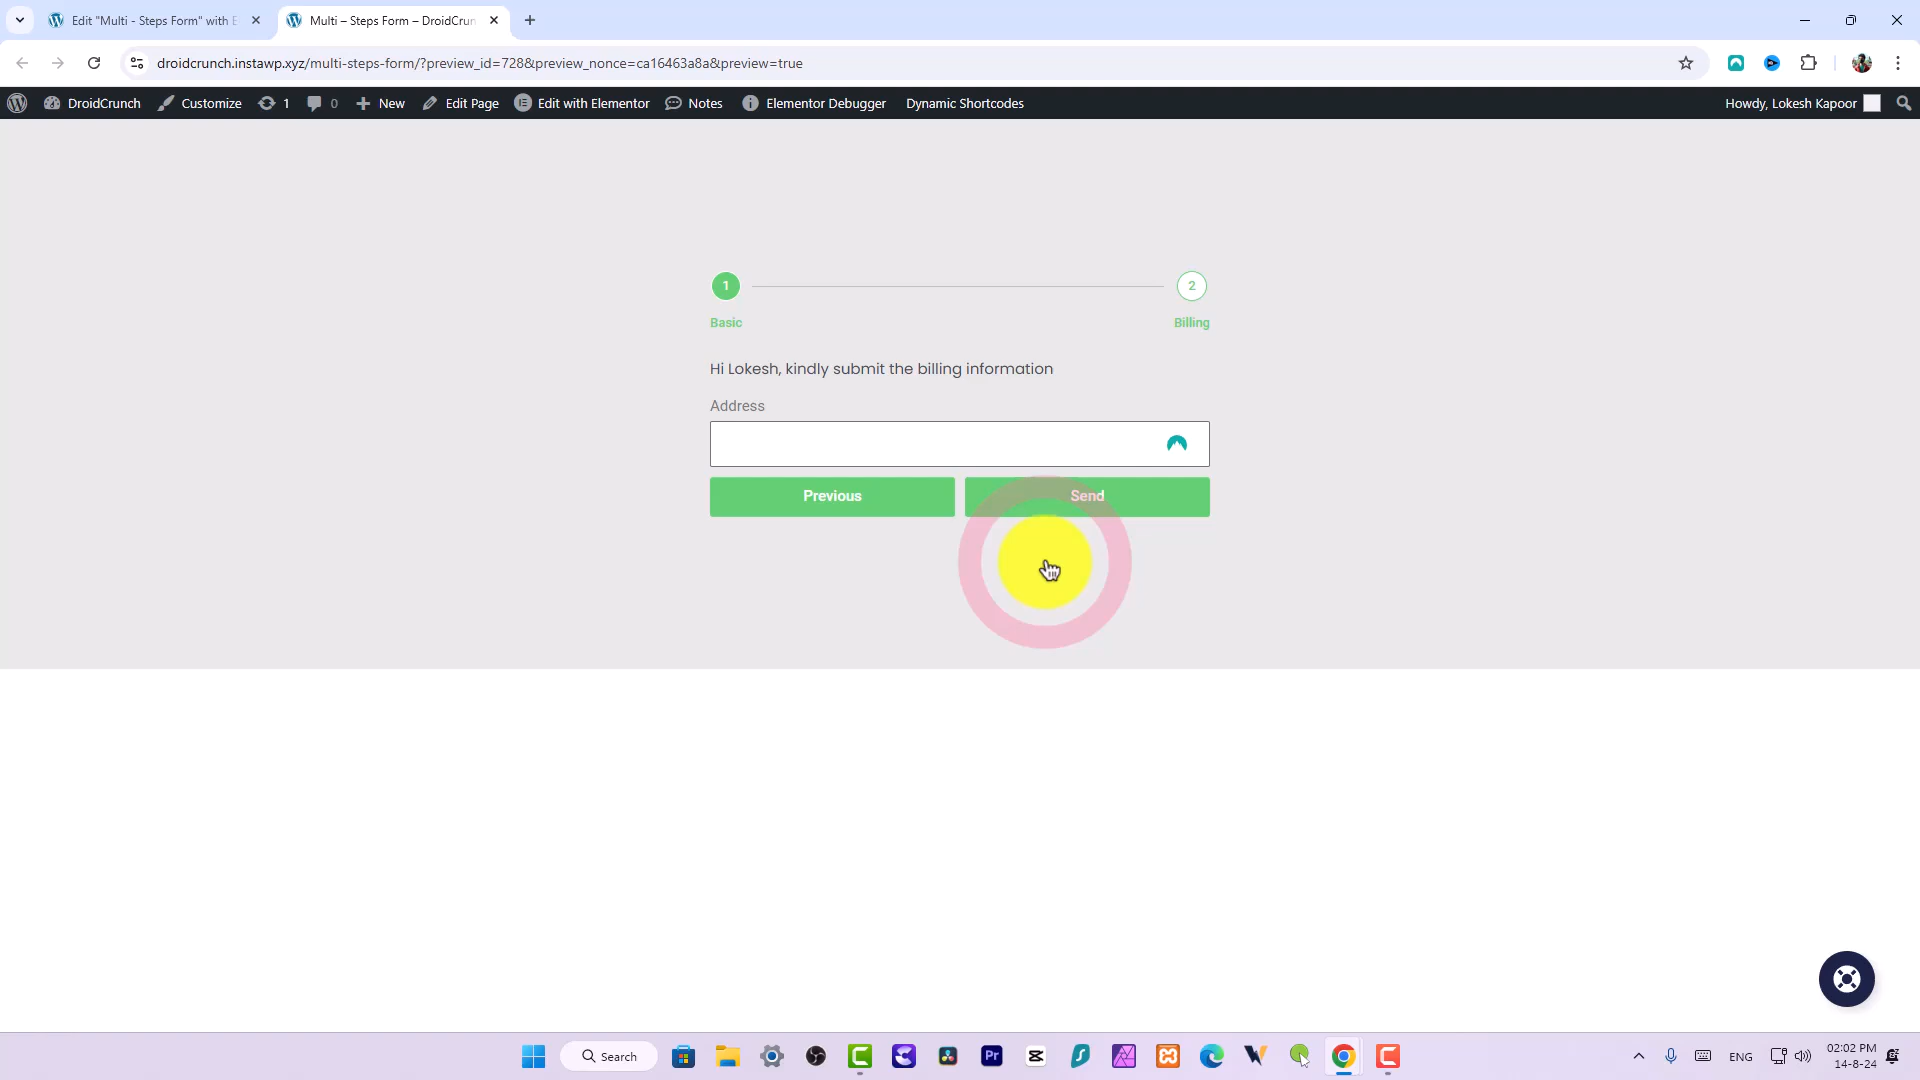 Edit "Multi - Steps Form" with E
Multi – Steps Form – DroidCrun
droidcrunch.instawp.xyz/multi-steps-form/?preview_id=728&preview_nonce=ca16463a8a&preview=true
DroidCrunch
Customize
1
0
New
Edit Page
Edit with Elementor
Notes
Elementor Debugger
Dynamic Shortcodes
Howdy, Lokesh Kapoor
1
2
Basic
Billing
Hi Lokesh, kindly submit the billing information
Address
Previous
Send
Search
Pr
ENG
02:02 PM
14-8-24